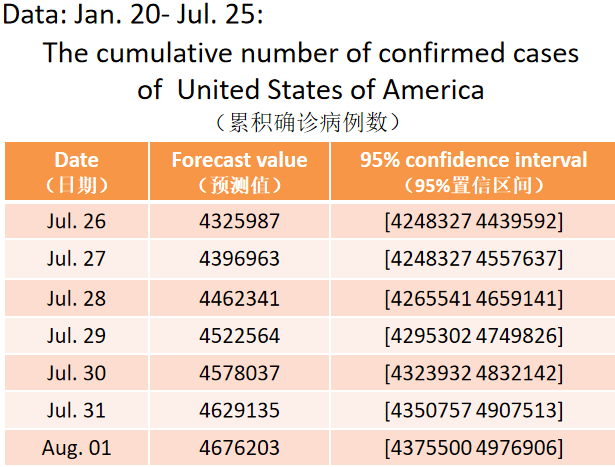 Data: Jan. 20- Jul. 25:
The cumulative number of confirmed cases
of United States of America
（累积确诊病例数）
Date Forecast value 95% confidence interval
（日期） （预测值） （95%置信区间）
Jul. 26 4325987 [4248327 4439592]
Jul. 27 4396963 [4248327 4557637]
Jul. 28 4462341 [4265541 4659141]
Jul. 29 4522564 [4295302 4749826]
Jul. 30 4578037 [4323932 4832142]
Jul. 31 4629135 [4350757 4907513]
Aug. 01 4676203 [4375500 4976906]